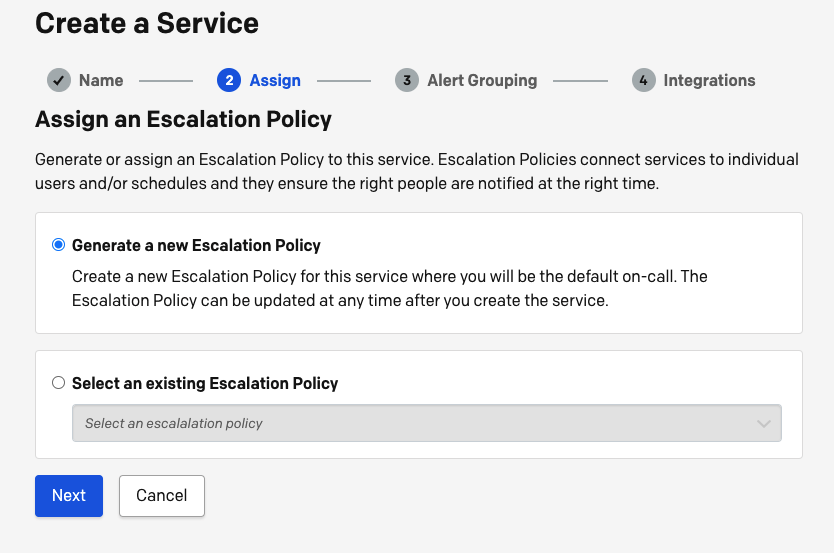 Create a Service
Name
2 Assign
3 Alert Grouping
4 Integrations
Assign an Escalation Policy
Generate or assign an Escalation Policy to this service. Escalation Policies connect services to individual
users and/or schedules and they ensure the right people are notified at the right time.
Generate a new Escalation Policy
Create a new Escalation Policy for this service where you will be the default on-call. The
Escalation Policy can be updated at any time after you create the service.
Select an existing Escalation Policy
Select an escalalation policy
Next
Cancel